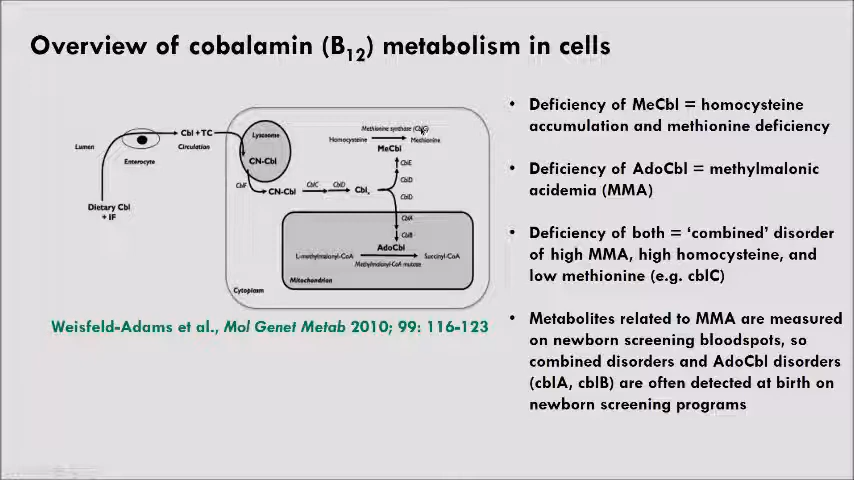 Overview of cobalamin (B12) metabolism in cells
Lumen
Enterocyte
Cbl + TC
Circulation
Dietary Cbl
+ IF
Lysosome
CN-Cbl
CblF
CN-Cbl
CblC
CblD
Cblx
Methionine synthase (CblG)
Homocysteine
Methionine
MeCbl
CblE
CblD
CblD
CblA
CblB
AdoCbl
L-methylmalonyl-CoA
Succinyl-CoA
Methylmalonyl-CoA mutase
Mitochondrion
Cytoplasm
Weisfeld-Adams et al., Mol Genet Metab 2010; 99: 116-123
• Deficiency of MeCbl = homocysteine
accumulation and methionine deficiency
• Deficiency of AdoCbl = methylmalonic
acidemia (MMA)
• Deficiency of both = ‘combined’ disorder
of high MMA, high homocysteine, and
low methionine (e.g. cblC)
• Metabolites related to MMA are measured
on newborn screening bloodspots, so
combined disorders and AdoCbl disorders
(cblA, cblB) are often detected at birth on
newborn screening programs